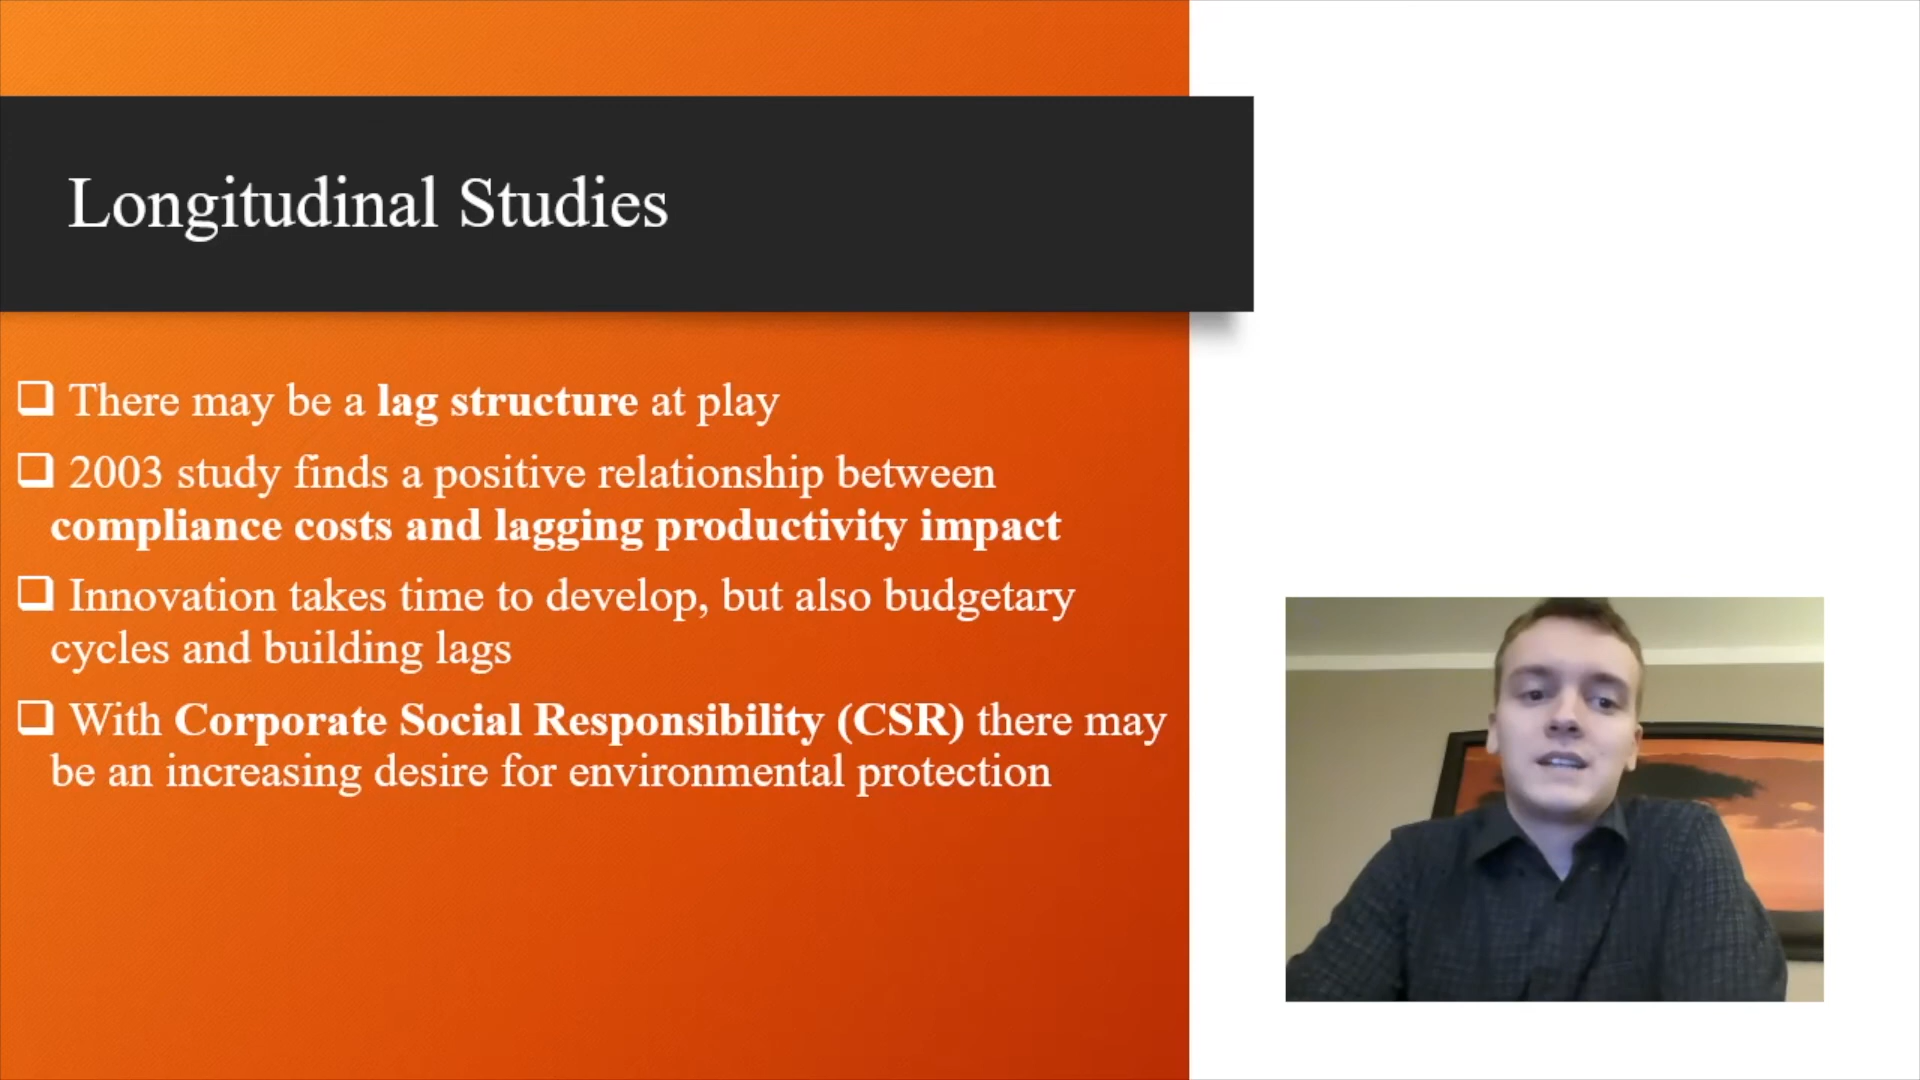 Longitudinal Studies
There may be a lag structure at play
2003 study finds a positive relationship between
compliance costs and lagging productivity impact
Innovation takes time to develop, but also budgetary
cycles and building lags
With Corporate Social Responsibility (CSR) there may
be an increasing desire for environmental protection